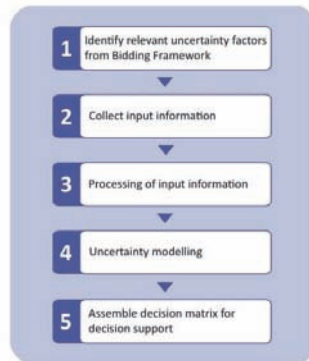 1
Identify relevant uncertainty factors
from Bidding Framework
2
Collect input information
3
Processing of input information
4
Uncertainty modelling
5
Assemble decision matrix for
decision support